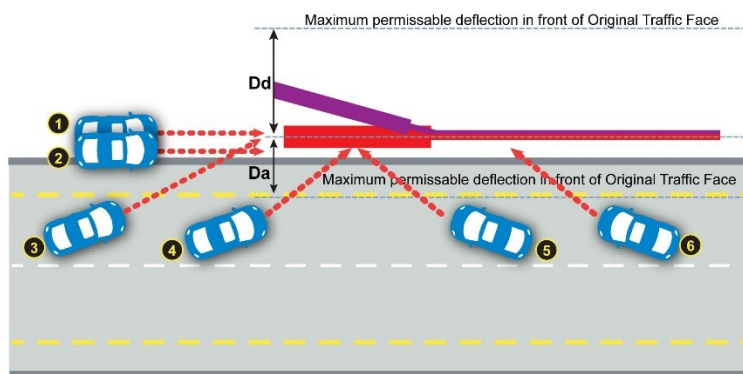 Maximum permissable deflection in front of Original Traffic Face
Dd
1
2
Da
Maximum permissable deflection in front of Original Traffic Face
3
4
5
6